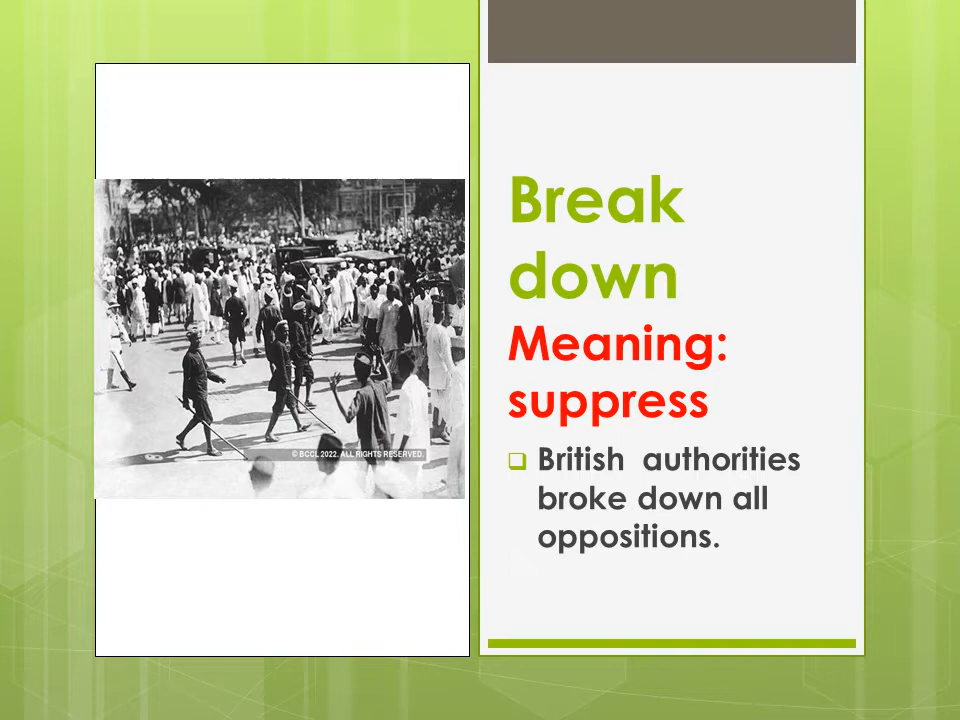 Break
down
Meaning:
suppress
British authorities
broke down all
oppositions.
© BCCL 2022. ALL RIGHTS RESERVED.